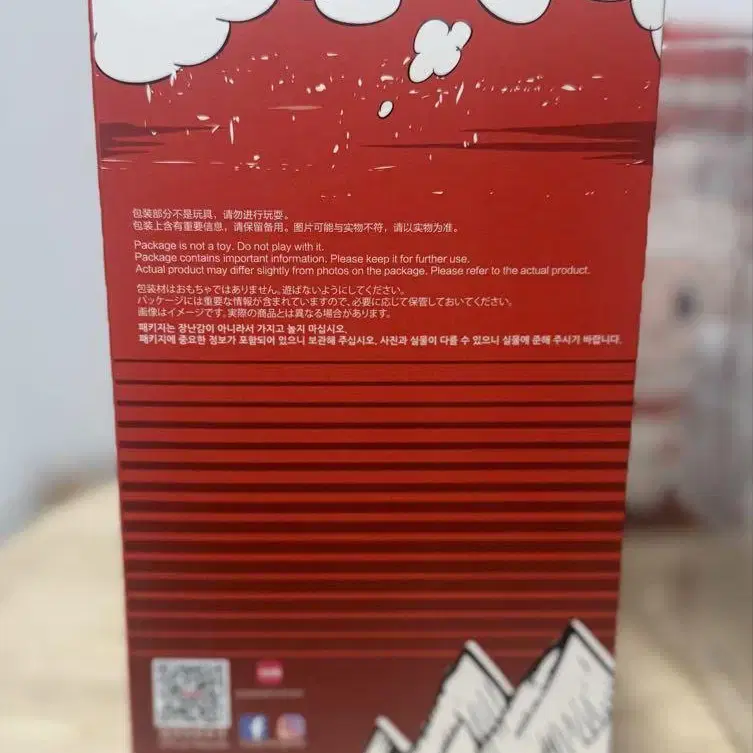 包装部分不是玩具，请勿进行玩耍。
包装上含有重要信息，请保留备用。图片可能与实物不符，请以实物为准。
Package is not a toy. Do not play with it.
Package contains important information. Please keep it for further use.
Actual product may differ slightly from photos on the package. Please refer to the actual product.
包装材はおもちゃではありません。遊ばないようにしてください。
パッケージには重要な情報が含まれていますので、必要に応じて保管しておいてください。
画像はイメージです。実際の商品とは異なる場合があります。
패키지는 장난감이 아니라서 가지고 놀지 마십시오.
패키지에 중요한 정보가 포함되어 있으니 보관해 주십시오. 사진과 실물이 다를 수 있으니 실물에 준해 주시기 바랍니다.